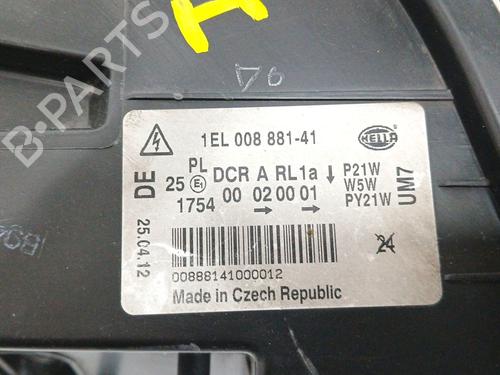 B-PARTS
1EL 008 881-41
HELLA
DE
25.04.12
PL
25 E1 DCR A RL1a ↓
1754 00 02 00 01
→ →
P21W
W5W
PY21W
UM7
24
00888141000012
Made in Czech Republic